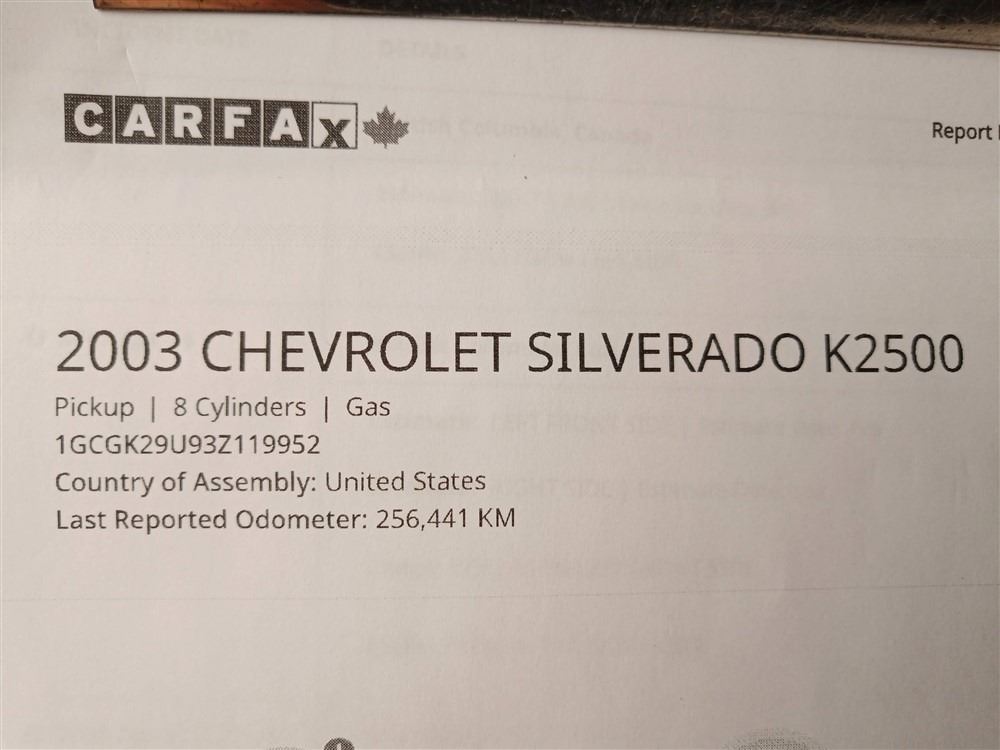 CARFAX
Report
2003 CHEVROLET SILVERADO K2500
Pickup | 8 Cylinders | Gas
1GCGK29U93Z119952
Country of Assembly: United States
Last Reported Odometer: 256,441 KM